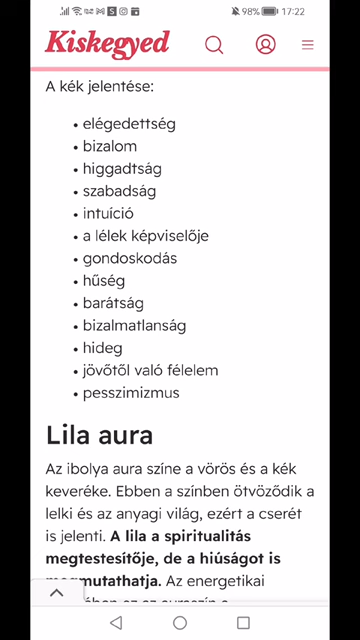 98% 17:22
Kiskegyed
A kék jelentése:
• elégedettség
• bizalom
• higgadtság
• szabadság
• intuíció
• a lélek képviselője
• gondoskodás
• hűség
• barátság
• bizalmatlanság
• hideg
• jövőtől való félelem
• pesszimizmus
Lila aura
Az ibolya aura színe a vörös és a kék
keveréke. Ebben a színben ötvöződik a
lelki és az anyagi világ, ezért a cserét
is jelenti. A lila a spiritualitás
megtestesítője, de a hiúságot is
megmutathatja. Az energetikai